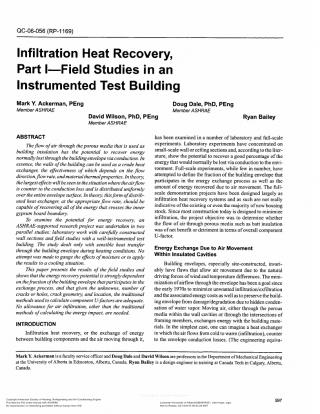 QC-06-056 (RP-1169)
Infiltration Heat Recovery,
Part I—Field Studies in an
Instrumented Test Building
Mark Y. Ackerman, PEng
Member ASHRAE
Doug Dale, PhD, PEng
Member ASHRAE
David Wilson, PhD, PEng
Member ASHRAE
Ryan Bailey
ABSTRACT
The flow of air through the porous media that is used as
building insulation has the potential to recover energy
normally lost through the building envelope via conduction. In
essence, the walls of the building can be used as a crude heat
exchanger, the effectiveness of which depends on the flow
direction, flow rate, and material thermal properties. In theory,
the largest effects will be seen in the situation when the air flow
is counter to the conduction loss and is distributed uniformly
over the entire envelope surface. In theory, this form of distrib-
uted heat exchanger, at the appropriate flow rate, should be
capable of recovering all of the energy that crosses the inner
gypsum board boundary.
To examine the potential for energy recovery, an
ASHRAE-supported research project was undertaken in two
parallel studies: laboratory work with carefully constructed
wall sections and field studies with a well-instrumented test
building. The study dealt only with sensible heat transfer
through the building envelope during heating conditions. No
attempt was made to gauge the effects of moisture or to apply
the results to a cooling situation.
This paper presents the results of the field studies and
shows that the energy recovery potential is strongly dependent
on the fraction of the building envelope that participates in the
energy recovery process, and that given the unknowns, number of
cracks or holes, crack geometry, and location, the traditional
methods used to calculate component U-factors are adequate.
No allowance for air infiltration, other than the traditional
methods of calculating the energy impact, are needed.
INTRODUCTION
Infiltration heat recovery, or the exchange of energy
between building components and the air moving through it,
has been examined in a number of laboratory and full-scale
experiments. Laboratory experiments have concentrated on
small-scale wall or ceiling sections and, according to the liter-
ature, show the potential to recover a good percentage of the
energy that would normally be lost via conduction to the envi-
ronment. Full-scale experiments, while few in number, have
attempted to define the fraction of the building envelope that
participates in the energy exchange process as well as the
amount of energy recovered due to air movement. The full-
scale demonstration projects have been designed largely as
infiltration heat recovery systems and as such are not really
indicative of the existing or even the majority of new housing
stock. Since most construction today is designed to minimize
infiltration, the project objective was to determine whether
the flow of air through porous media such as batt insulation
was of net benefit or detriment in terms of overall component
U-factor.
Energy Exchange Due to Air Movement
Within Insulated Cavities
Building envelopes, especially site-constructed, invari-
ably have flaws that allow air movement due to the natural
driving forces of wind and temperature differences. The mini-
mization of airflow through the envelope has been a goal since
the early 1970s to minimize unwanted infiltration/exfiltration
and the associated energy costs as well as to preserve the build-
ing envelope from damage/degradation due to hidden conden-
sation of water vapor. Moving air, either through the porous
media within the wall cavities or through the intersections of
framing members, exchanges energy with the building mate-
rials. In the simplest case, one can imagine a heat exchanger
in which the air flows from cold to warm (infiltration), counter
to the envelope conduction losses. (The engineering equiva-
Mark Y. Ackerman is a faculty service officer and Doug Dale and David Wilson are professors in the Department of Mechanical Engineering
at the University of Alberta in Edmonton, Alberta, Canada. Ryan Bailey is a design engineer in training at Canada Tech in Calgary, Alberta,
Canada.
597